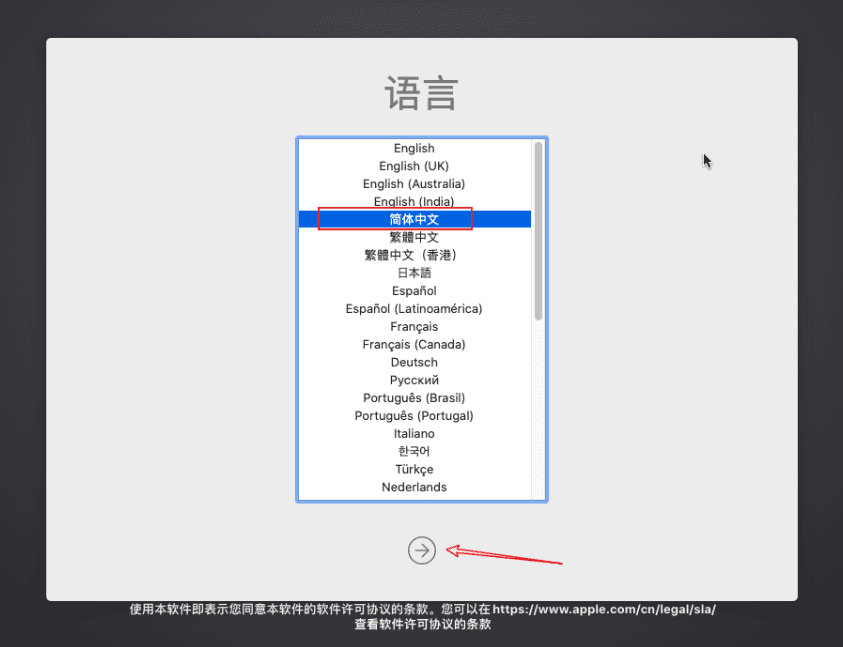 语言
English
English (UK)
English (Australia)
English (India)
简体中文
繁體中文
繁體中文（香港）
日本語
Español
Español (Latinoamérica)
Français
Français (Canada)
Deutsch
Русский
Português (Brasil)
Português (Portugal)
Italiano
한국어
Türkçe
Nederlands
使用本软件即表示您同意本软件的软件许可协议的条款。您可以在 https://www.apple.com/cn/legal/sla/
查看软件许可协议的条款